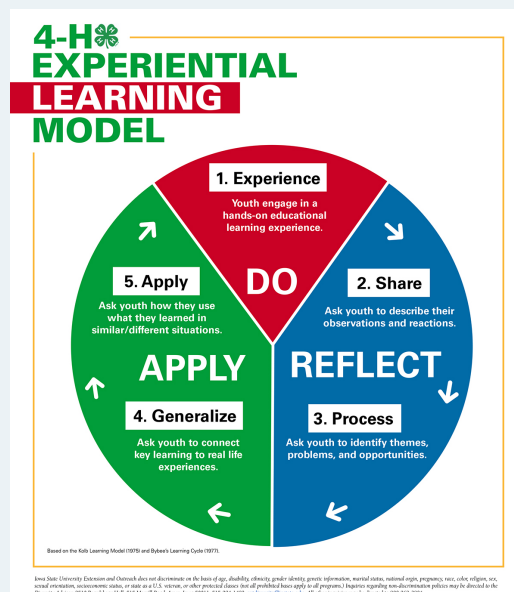 4-H
EXPERIENTIAL
LEARNING
MODEL
1. Experience
Youth engage in a
hands-on educational
learning experience.
DO
2. Share
Ask youth to describe their
observations and reactions.
REFLECT
3. Process
Ask youth to identify themes,
problems, and opportunities.
4. Generalize
Ask youth to connect
key learning to real life
experiences.
APPLY
5. Apply
Ask youth how they use
what they learned in
similar/different situations.
Based on the Kolb Learning Model (1975) and Bybee's Learning Cycle (1977).
Iowa State University Extension and Outreach does not discriminate on the basis of age, disability, ethnicity, gender identity, genetic information, marital status, national origin, pregnancy, race, color, religion, sex,
sexual orientation, socioeconomic status, or status as a U.S. veteran, or other protected classes (not all prohibited bases apply to all programs.) Inquiries regarding non-discrimination policies may be directed to the